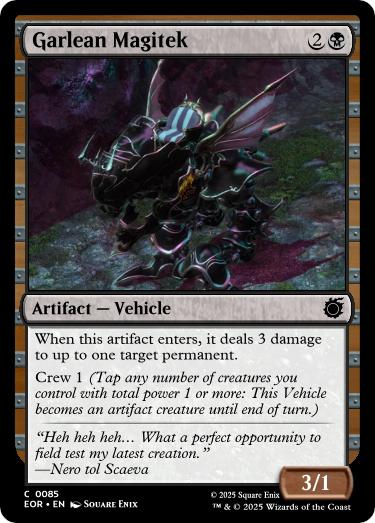 Garlean Magitek 2
Artifact — Vehicle
When this artifact enters, it deals 3 damage
to up to one target permanent.
Crew 1 (Tap any number of creatures you
control with total power 1 or more: This Vehicle
becomes an artifact creature until end of turn.)
“Heh heh heh… What a perfect opportunity to
field test my latest creation.”
—Nero tol Scaeva
3/1
C 0085
EOR • EN Square Enix
© 2025 Square Enix
™ & © 2025 Wizards of the Coast